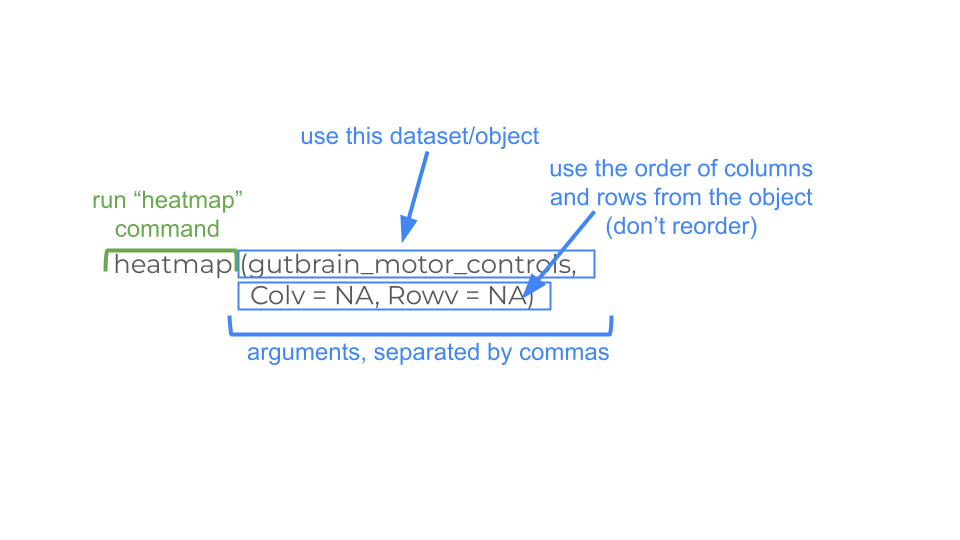 use this dataset/object
use the order of columns
and rows from the object
(don’t reorder)
run “heatmap”
command
heatmap (gutbrain_motor_controls,
Colv = NA, Rowv = NA)
arguments, separated by commas